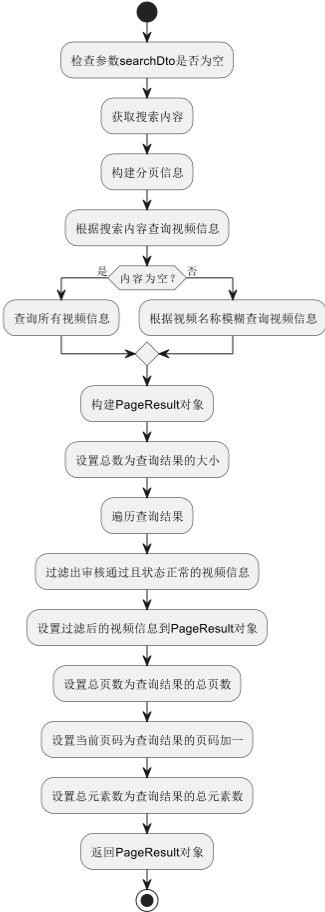 检查参数searchDto是否为空
获取搜索内容
构建分页信息
根据搜索内容查询视频信息
是
内容为空?
否
查询所有视频信息
根据视频名称模糊查询视频信息
构建PageResult对象
设置总数为查询结果的大小
遍历查询结果
过滤出审核通过且状态正常的视频信息
设置过滤后的视频信息到PageResult对象
设置总页数为查询结果的总页数
设置当前页码为查询结果的页码加一
设置总元素数为查询结果的总元素数
返回PageResult对象